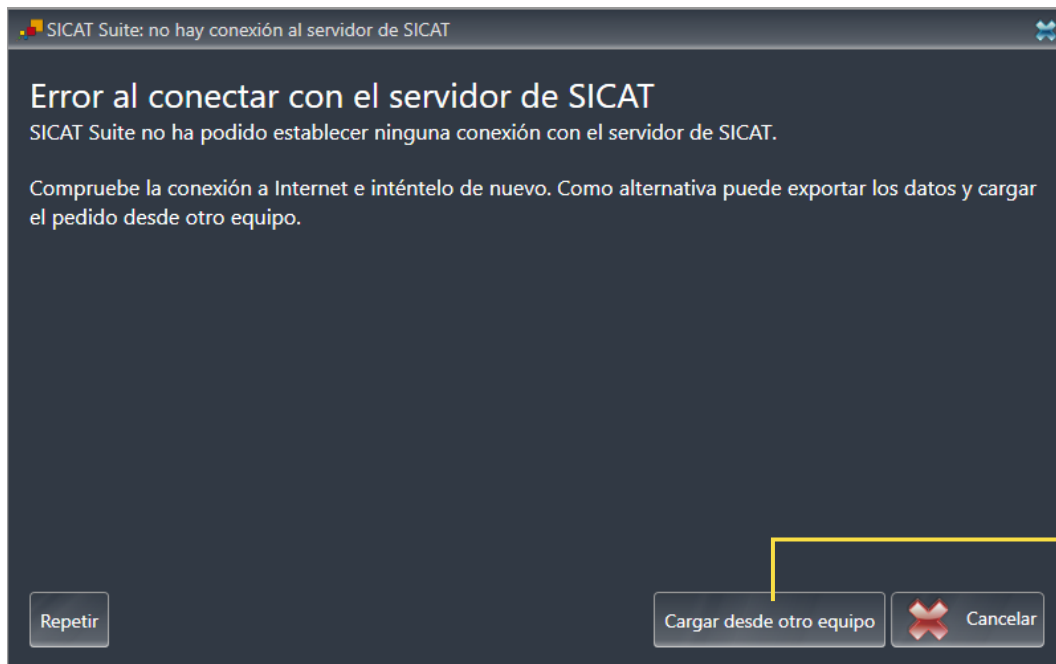 SICAT Suite: no hay conexión al servidor de SICAT
Error al conectar con el servidor de SICAT
SICAT Suite no ha podido establecer ninguna conexión con el servidor de SICAT.
Compruebe la conexión a Internet e inténtelo de nuevo. Como alternativa puede exportar los datos y cargar
el pedido desde otro equipo.
Repetir
Cargar desde otro equipo
Cancelar